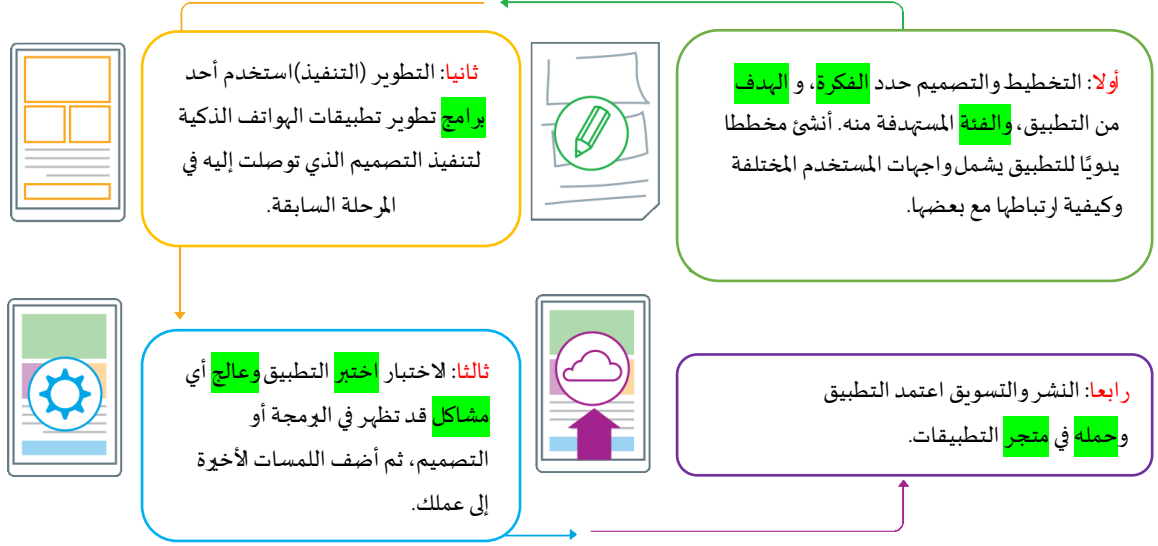 أولا: التخطيط والتصميم حدد الفكرة، و الهدف
من التطبيق، والفئة المستهدفة منه. أنشئ مخططا
يدويًا للتطبيق يشمل واجهات المستخدم المختلفة
وكيفية ارتباطها مع بعضها.
ثانيا: التطوير (التنفيذ)استخدم أحد
برامج تطوير تطبيقات الهواتف الذكية
لتنفيذ التصميم الذي توصلت إليه في
المرحلة السابقة.
ثالثا: لاختبار اختبر التطبيق وعالج أي
مشاكل قد تظهر في البرمجة أو
التصميم، ثم أضف اللمسات الأخيرة
إلى عملك.
رابعا: النشر والتسويق اعتمد التطبيق
وحمله في متجر التطبيقات.